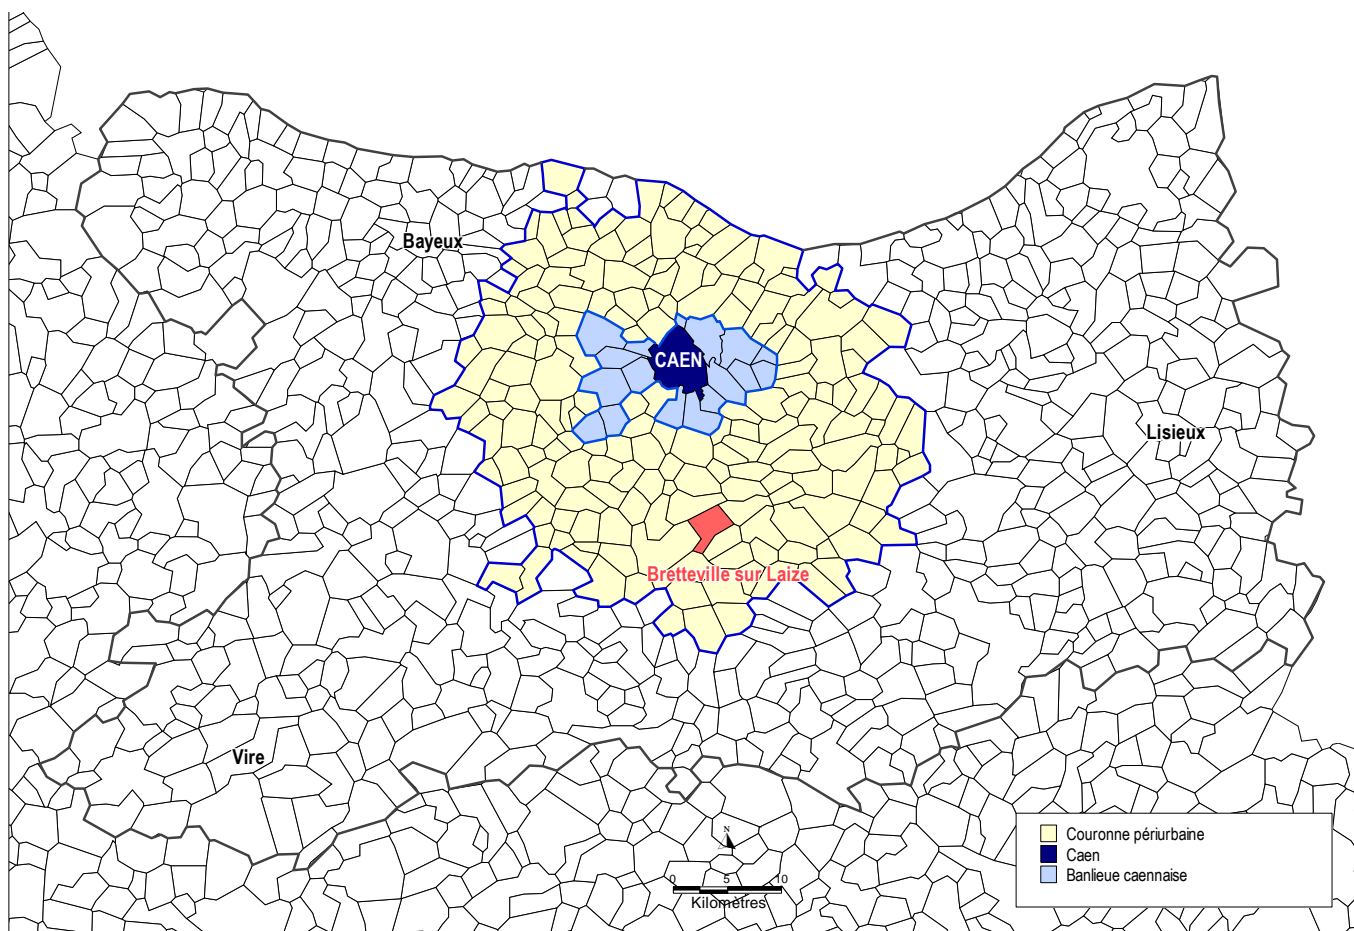 Bayeux
CAEN
Lisieux
Bretteville sur Laize
Vire
N
0 5 10
Kilomètres
Couronne périurbaine
Caen
Banlieue caennaise